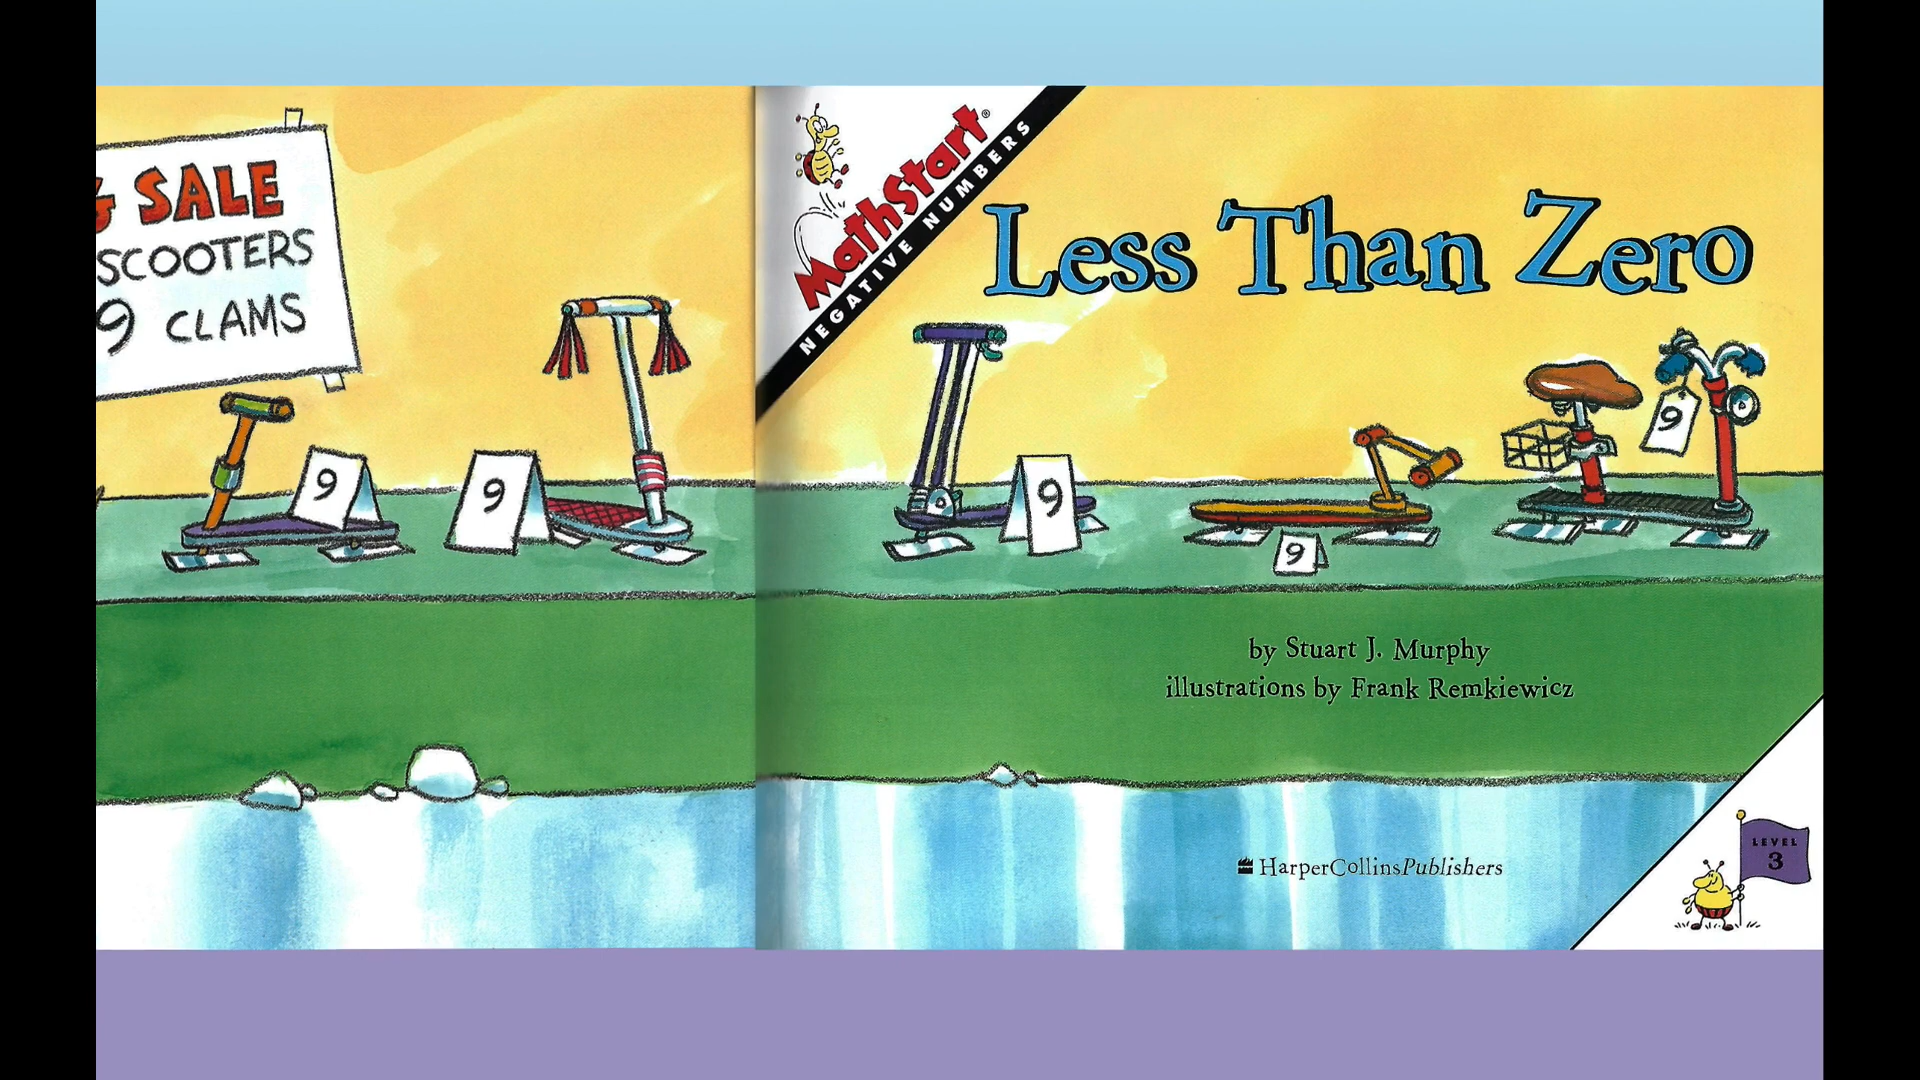 & SALE
SCOOTERS
9 CLAMS
9
9
MathStart®
NEGATIVE NUMBERS
Less Than Zero
9
9
9
by Stuart J. Murphy
illustrations by Frank Remkiewicz
HarperCollinsPublishers
LEVEL
3